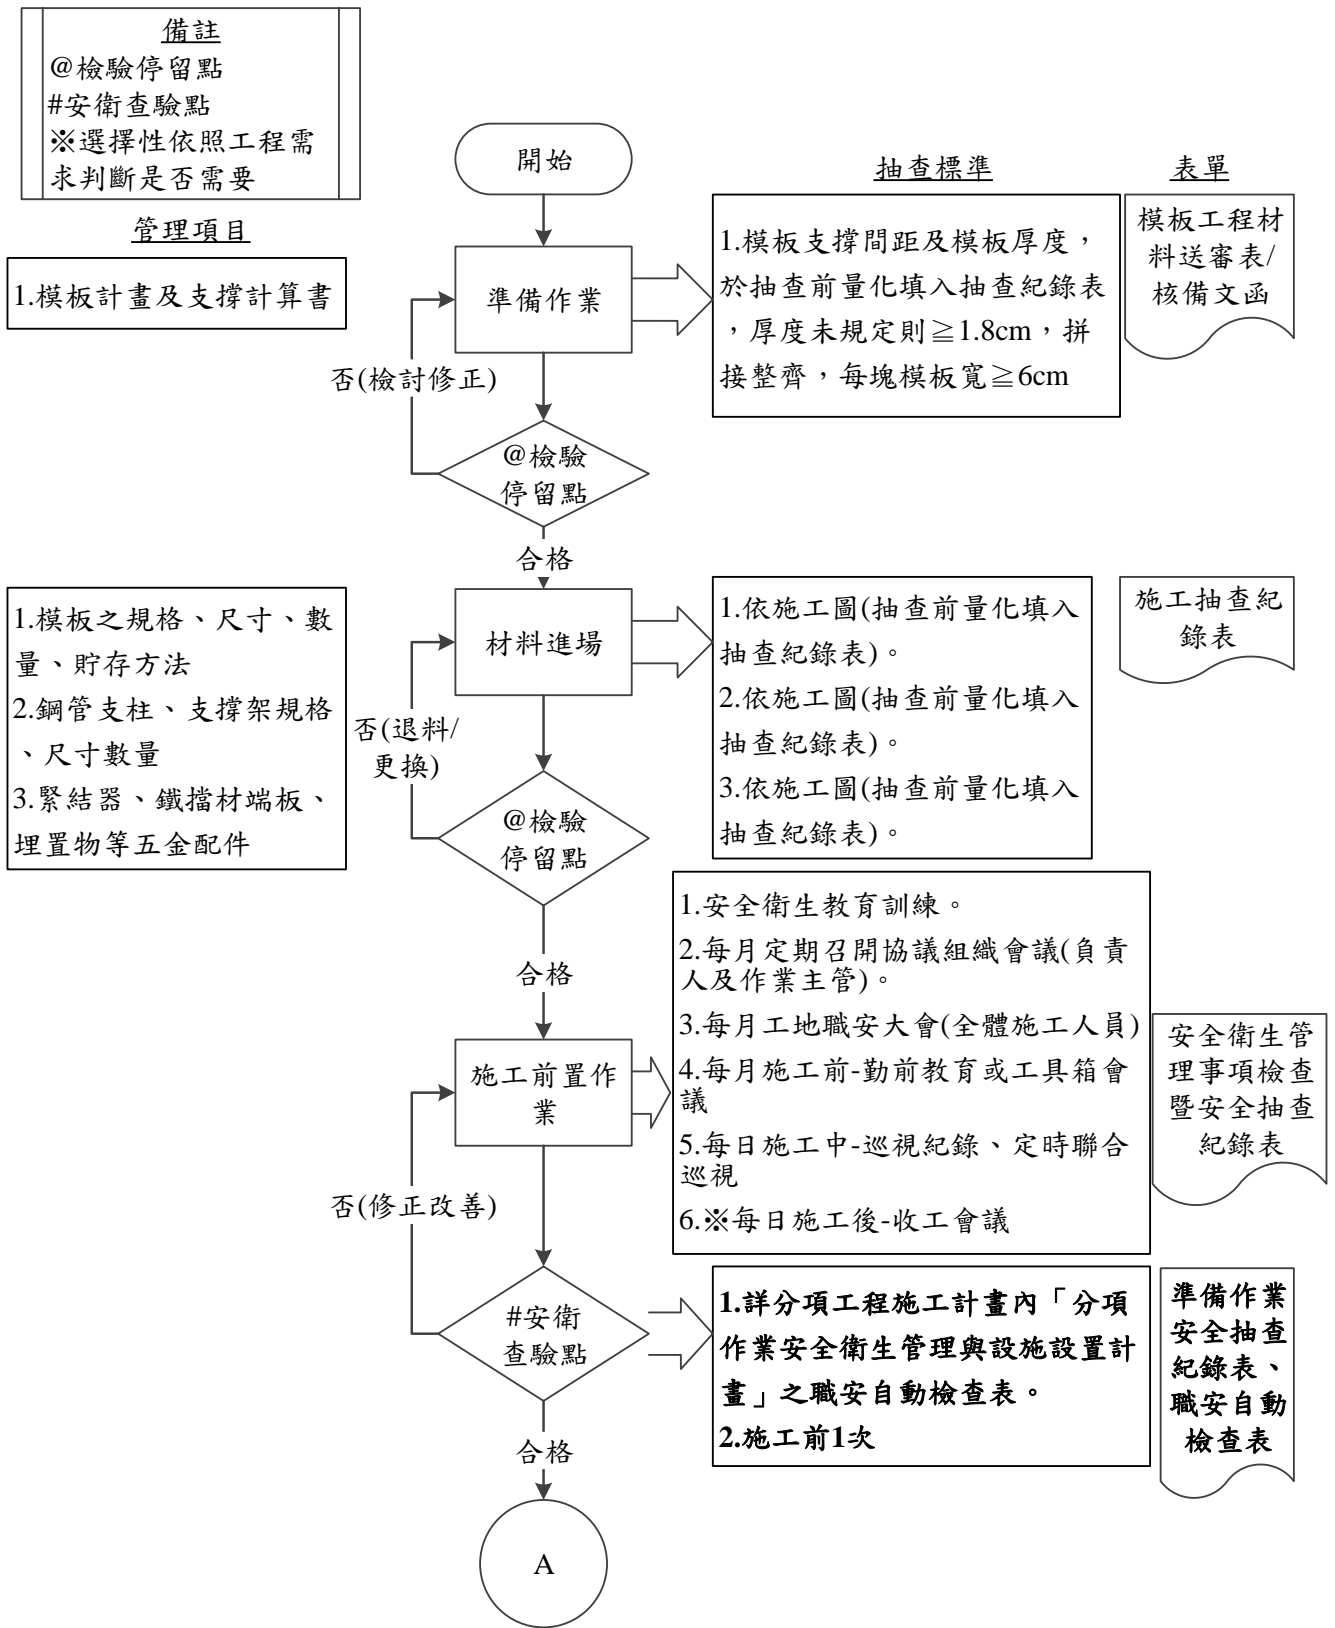 備註
@檢驗停留點
#安衛查驗點
※選擇性依照工程需
求判斷是否需要
開始
抽查標準
表單
管理項目
1.模板計畫及支撐計算書
準備作業
1.模板支撐間距及模板厚度，
於抽查前量化填入抽查紀錄表
，厚度未規定則≧1.8cm，拼
接整齊，每塊模板寬≧6cm
模板工程材
料送審表/
核備文函
否(檢討修正)
@檢驗
停留點
合格
1.模板之規格、尺寸、數
量、貯存方法
2.鋼管支柱、支撐架規格
、尺寸數量
3.緊結器、鐵擋材端板、
埋置物等五金配件
材料進場
1.依施工圖(抽查前量化填入
抽查紀錄表)。
2.依施工圖(抽查前量化填入
抽查紀錄表)。
3.依施工圖(抽查前量化填入
抽查紀錄表)。
施工抽查紀
錄表
否(退料/
更換)
@檢驗
停留點
合格
施工前置作
業
1.安全衛生教育訓練。
2.每月定期召開協議組織會議(負責
人及作業主管)。
3.每月工地職安大會(全體施工人員)
4.每月施工前-勤前教育或工具箱會
議
5.每日施工中-巡視紀錄、定時聯合
巡視
6.※每日施工後-收工會議
安全衛生管
理事項檢查
暨安全抽查
紀錄表
否(修正改善)
#安衛
查驗點
1.詳分項工程施工計畫內「分項
作業安全衛生管理與設施設置計
畫」之職安自動檢查表。
2.施工前1次
準備作業
安全抽查
紀錄表、
職安自動
檢查表
合格
A